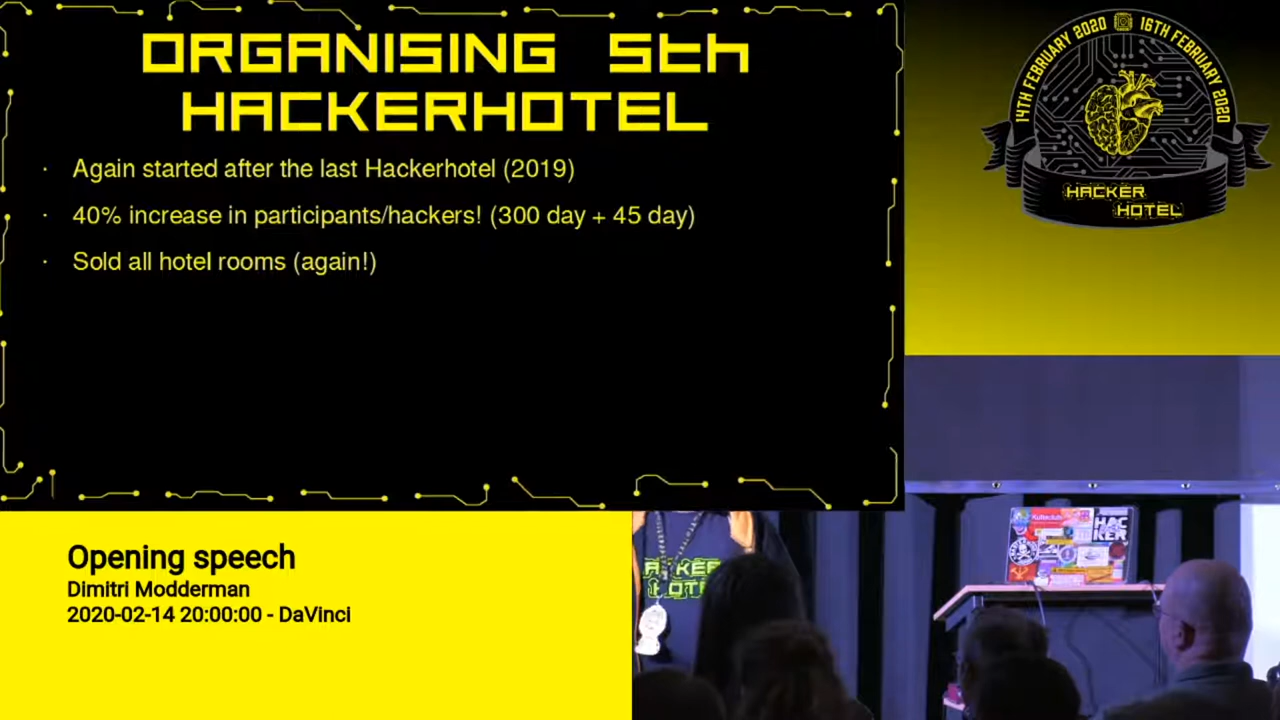 ORGANISING 5th
HACKERHOTEL
· Again started after the last Hackerhotel (2019)
· 40% increase in participants/hackers! (300 day + 45 day)
· Sold all hotel rooms (again!)
14TH FEBRUARY 2020
16TH FEBRUARY 2020
HACKER
HOTEL
Opening speech
Dimitri Modderman
2020-02-14 20:00:00 - DaVinci
HAC
KER